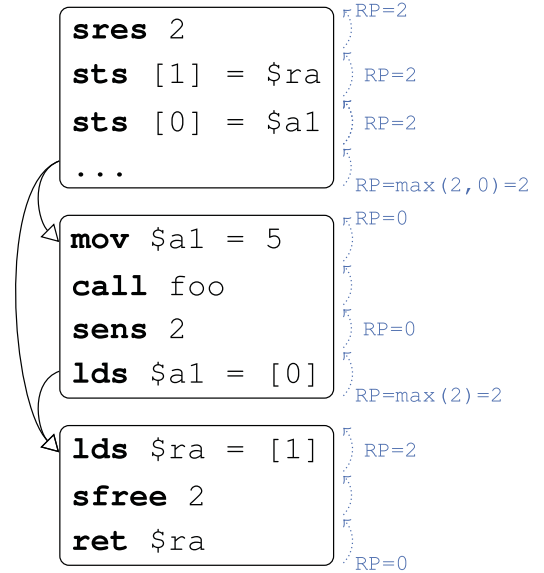 RP=2
sres 2
sts [1] = $ra RP=2
sts [0] = $a1 RP=2
...
RP=max(2,0)=2
RP=0
mov $a1 = 5
call foo
sens 2 RP=0
lds $a1 = [0]
RP=max(2)=2
lds $ra = [1] RP=2
sfree 2
ret $ra
RP=0